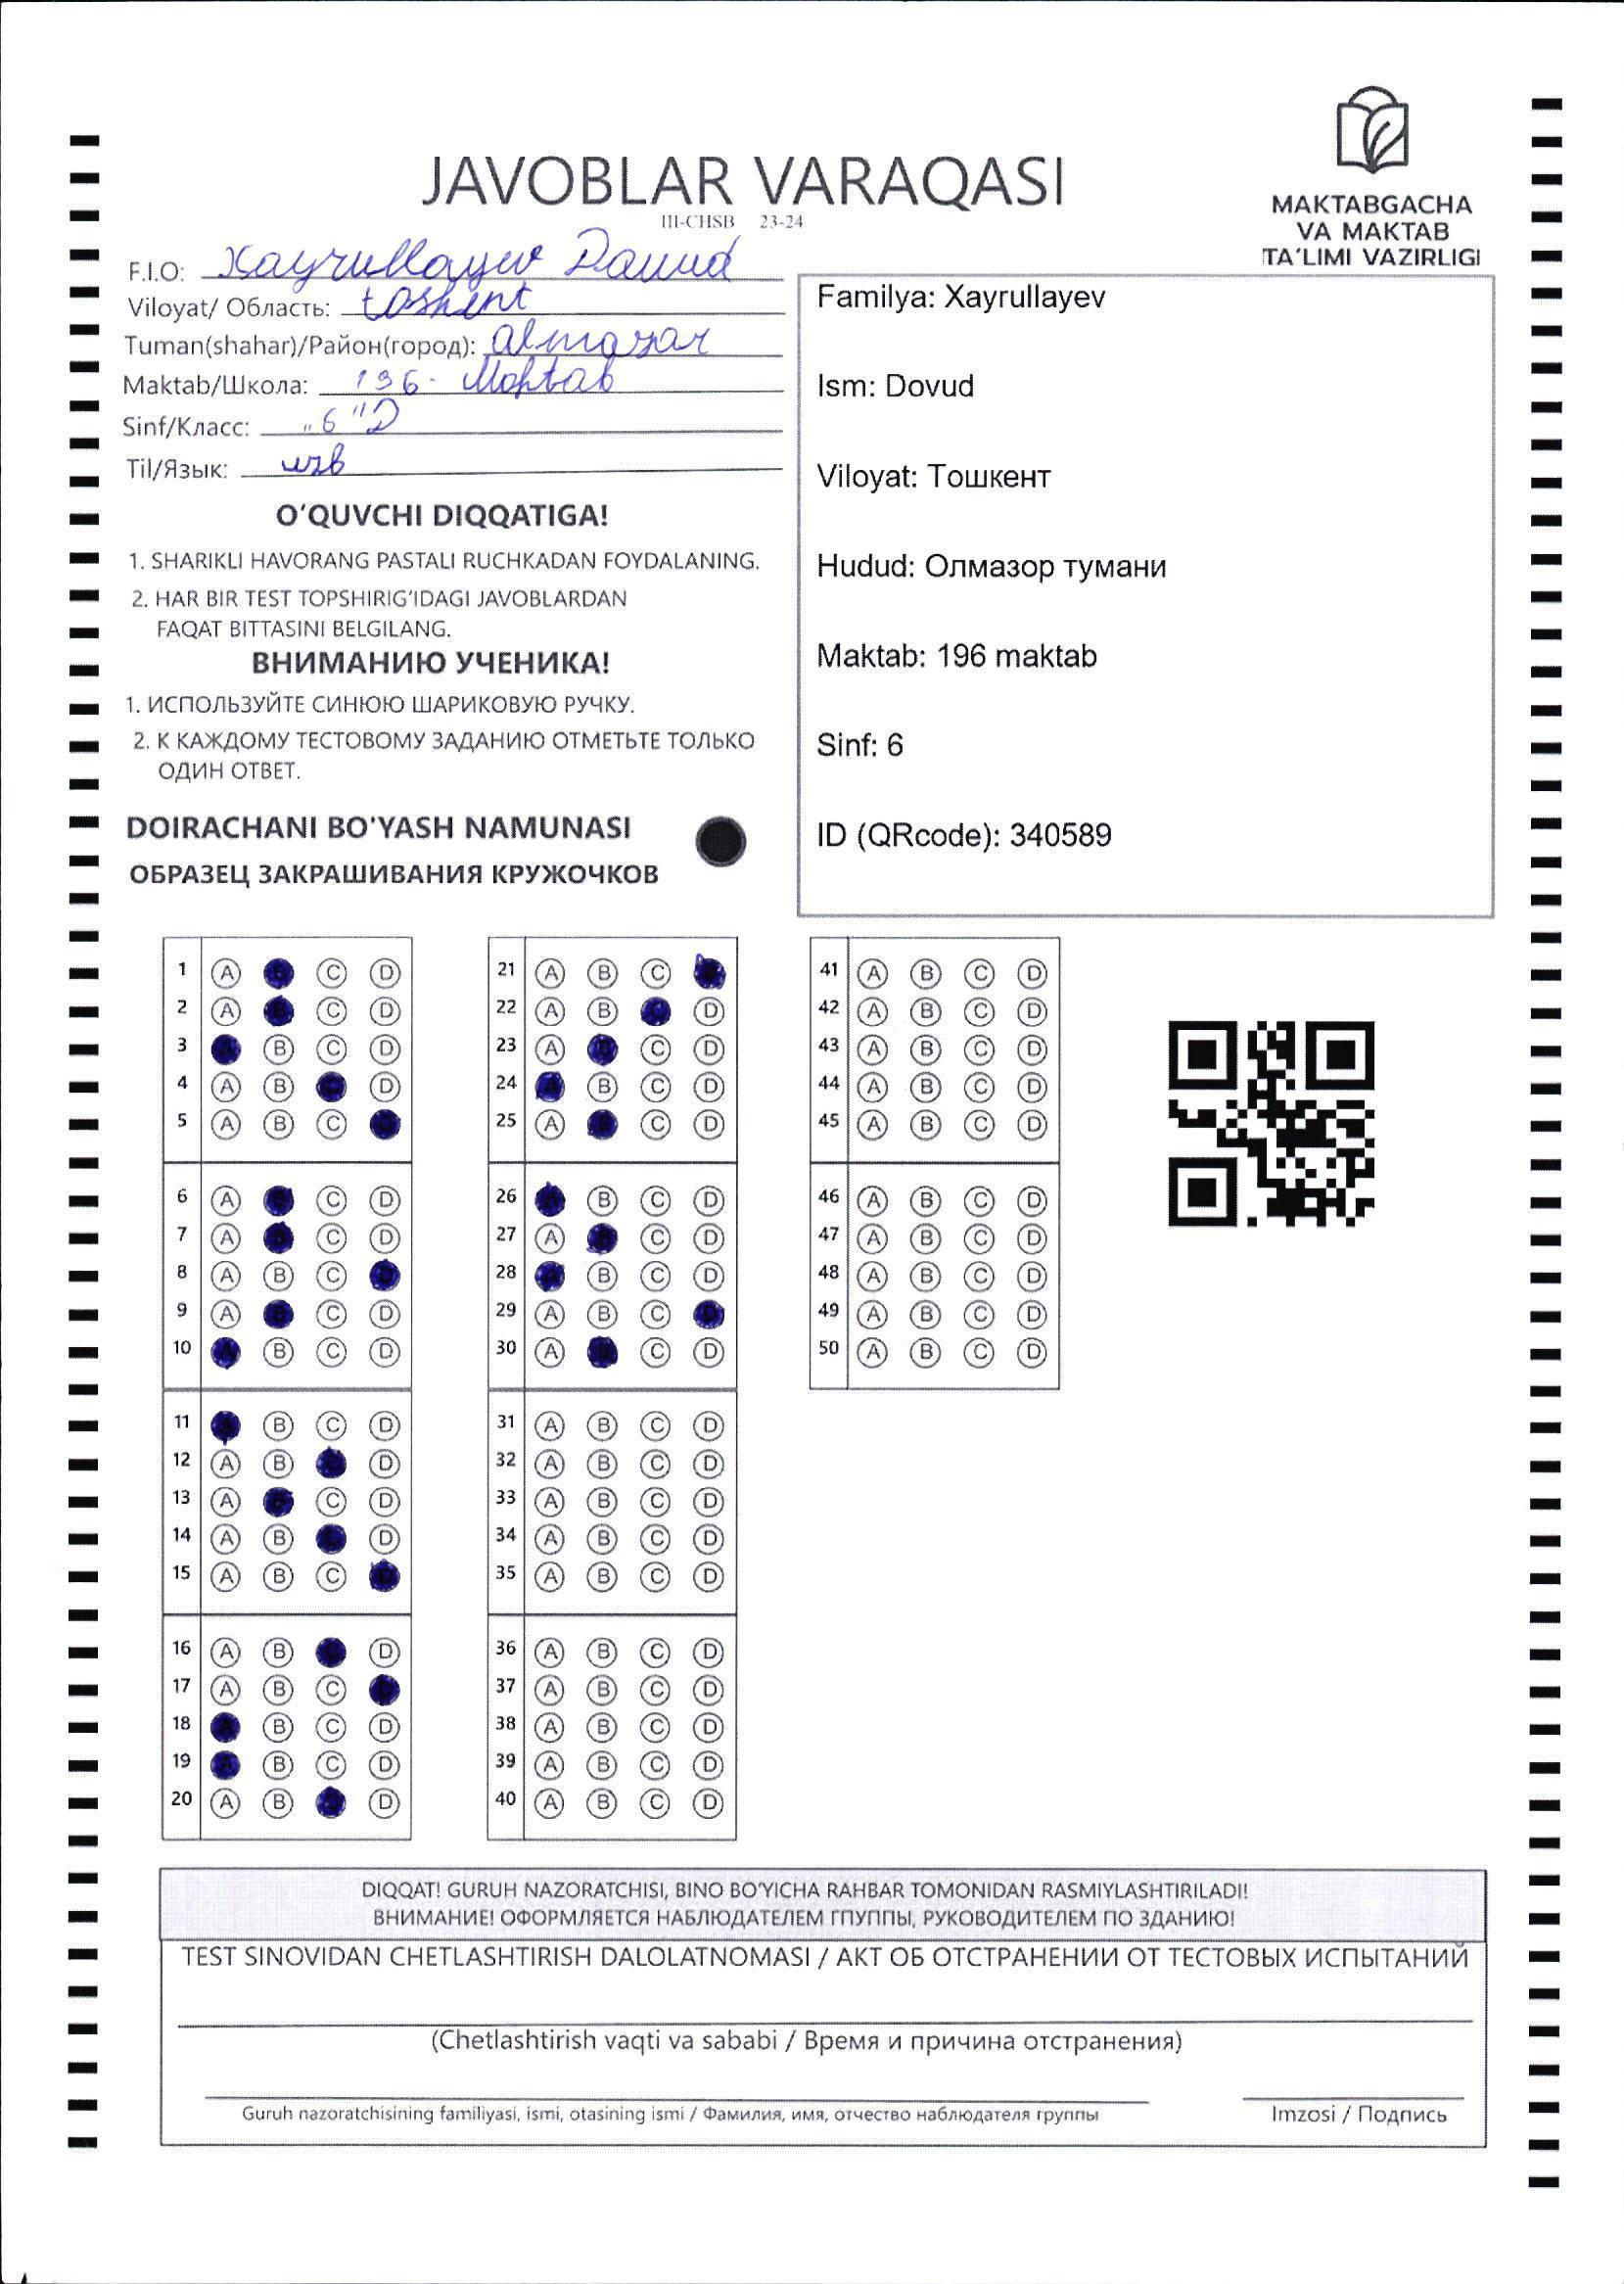 JAVOBLAR VARAQASI
III-CHSB 23-24
MAKTABGACHA
VA MAKTAB
TA'LIMI VAZIRLIGI
F.I.O: Xayrullayev Dauud
Viloyat/ Область: toshent
Tuman(shahar)/Район(город): almazar
Maktab/Школа: 196- Maktab
Sinf/Класс: "6" D
Til/Язык: uzb
O'QUVCHI DIQQATIGA!
1. SHARIKLI HAVORANG PASTALI RUCHKADAN FOYDALANING.
2. HAR BIR TEST TOPSHIRIG'IDAGI JAVOBLARDAN
FAQAT BITTASINI BELGILANG.
ВНИМАНИЮ УЧЕНИКА!
1. ИСПОЛЬЗУЙТЕ СИНЮЮ ШАРИКОВУЮ РУЧКУ.
2. К КАЖДОМУ ТЕСТОВОМУ ЗАДАНИЮ ОТМЕТЬТЕ ТОЛЬКО
ОДИН ОТВЕТ.
DOIRACHANI BO'YASH NAMUNASI
ОБРАЗЕЦ ЗАКРАШИВАНИЯ КРУЖОЧКОВ
Familya: Xayrullayev
Ism: Dovud
Viloyat: Тошкент
Hudud: Олмазор тумани
Maktab: 196 maktab
Sinf: 6
ID (QRcode): 340589
1 A C D
2 A C D
3 B C D
4 A B D
5 A B C
6 A C D
7 A C D
8 A B C
9 A C D
10 B C D
11 B C D
12 A B D
13 A C D
14 A B D
15 A B C
16 A B D
17 A B C
18 B C D
19 B C D
20 A B D
21 A B C
22 A B D
23 A C D
24 B C D
25 A C D
26 B C D
27 A C D
28 B C D
29 A B C
30 A C D
31 A B C D
32 A B C D
33 A B C D
34 A B C D
35 A B C D
36 A B C D
37 A B C D
38 A B C D
39 A B C D
40 A B C D
41 A B C D
42 A B C D
43 A B C D
44 A B C D
45 A B C D
46 A B C D
47 A B C D
48 A B C D
49 A B C D
50 A B C D
DIQQAT! GURUH NAZORATCHISI, BINO BO'YICHA RAHBAR TOMONIDAN RASMIYLASHTIRILADI!
ВНИМАНИЕ! ОФОРМЛЯЕТСЯ НАБЛЮДАТЕЛЕМ ГПУППЫ, РУКОВОДИТЕЛЕМ ПО ЗДАНИЮ!
TEST SINOVIDAN CHETLASHTIRISH DALOLATNOMASI / АКТ ОБ ОТСТРАНЕНИИ ОТ ТЕСТОВЫХ ИСПЫТАНИЙ
(Chetlashtirish vaqti va sababi / Время и причина отстранения)
Guruh nazoratchisining familiyasi, ismi, otasining ismi / Фамилия, имя, отчество наблюдателя группы
Imzosi / Подпись